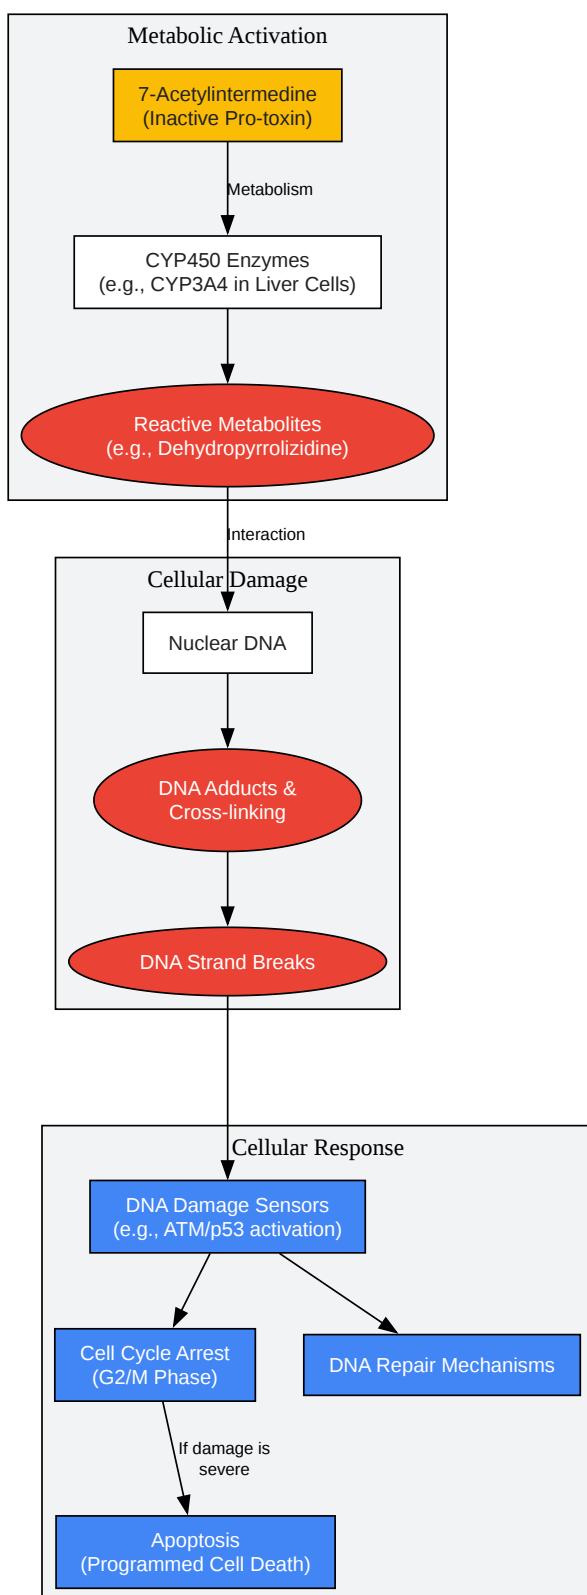 Metabolic Activation
7-Acetylintermedine
(Inactive Pro-toxin)
Metabolism
CYP450 Enzymes
(e.g., CYP3A4 in Liver Cells)
Reactive Metabolites
(e.g., Dehydropyrrolizidine)
Interaction
Cellular Damage
Nuclear DNA
DNA Adducts &
Cross-linking
DNA Strand Breaks
Cellular Response
DNA Damage Sensors
(e.g., ATM/p53 activation)
Cell Cycle Arrest
(G2/M Phase)
DNA Repair Mechanisms
If damage is
severe
Apoptosis
(Programmed Cell Death)